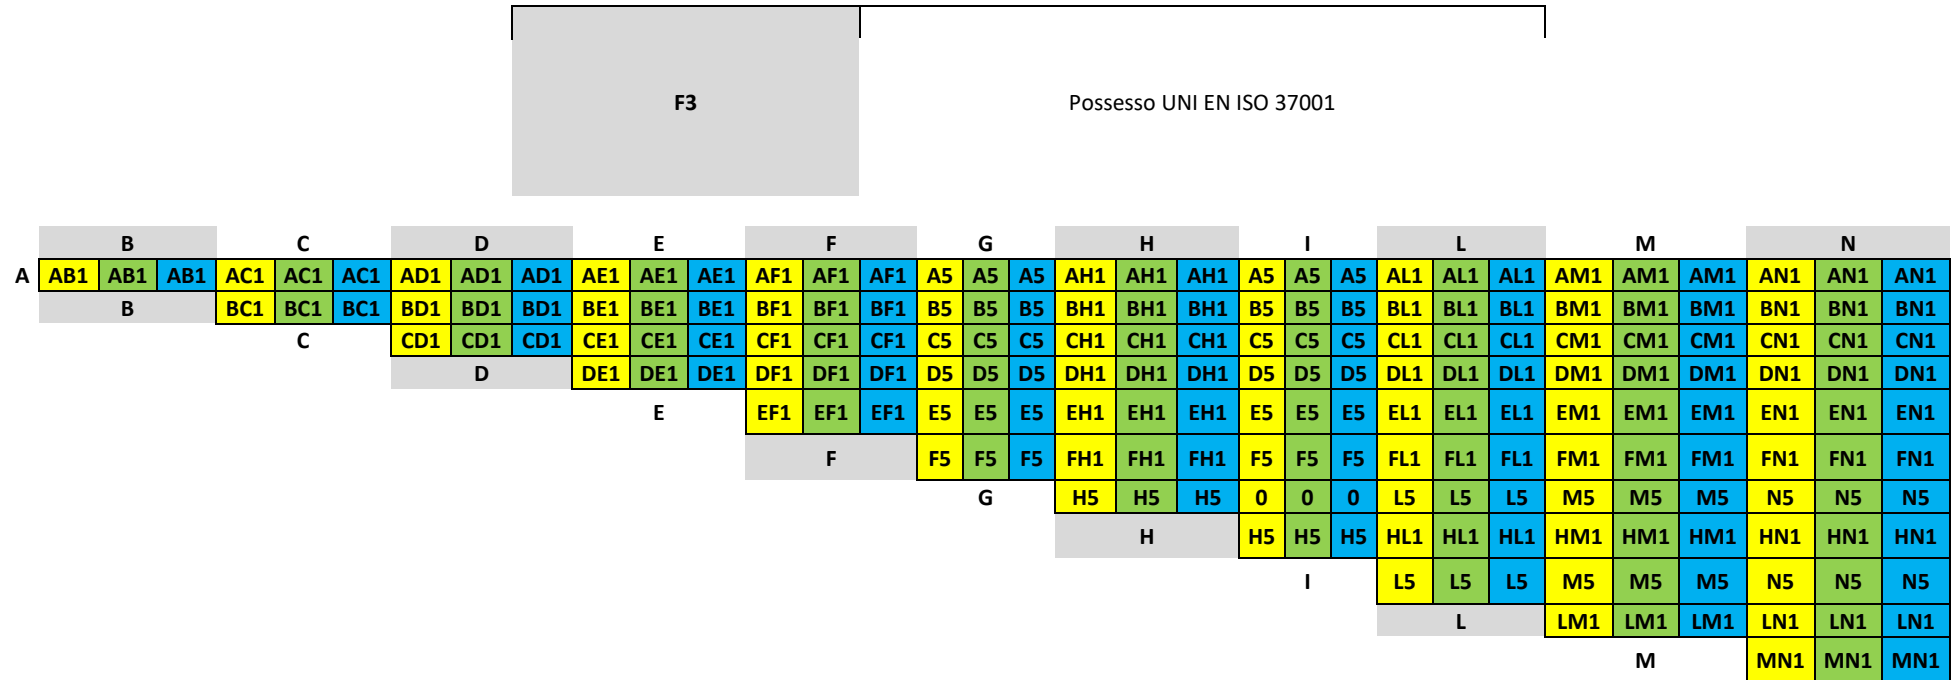 F3 Possesso UNI EN ISO 37001
B C D E F G H I L M N
A AB1 AB1 AB1 AC1 AC1 AC1 AD1 AD1 AD1 AE1 AE1 AE1 AF1 AF1 AF1 A5 A5 A5 AH1 AH1 AH1 A5 A5 A5 AL1 AL1 AL1 AM1 AM1 AM1 AN1 AN1 AN1
B BC1 BC1 BC1 BD1 BD1 BD1 BE1 BE1 BE1 BF1 BF1 BF1 B5 B5 B5 BH1 BH1 BH1 B5 B5 B5 BL1 BL1 BL1 BM1 BM1 BM1 BN1 BN1 BN1
C CD1 CD1 CD1 CE1 CE1 CE1 CF1 CF1 CF1 C5 C5 C5 CH1 CH1 CH1 C5 C5 C5 CL1 CL1 CL1 CM1 CM1 CM1 CN1 CN1 CN1
D DE1 DE1 DE1 DF1 DF1 DF1 D5 D5 D5 DH1 DH1 DH1 D5 D5 D5 DL1 DL1 DL1 DM1 DM1 DM1 DN1 DN1 DN1
E EF1 EF1 EF1 E5 E5 E5 EH1 EH1 EH1 E5 E5 E5 EL1 EL1 EL1 EM1 EM1 EM1 EN1 EN1 EN1
F F5 F5 F5 FH1 FH1 FH1 F5 F5 F5 FL1 FL1 FL1 FM1 FM1 FM1 FN1 FN1 FN1
G H5 H5 H5 0 0 0 L5 L5 L5 M5 M5 M5 N5 N5 N5
H H5 H5 H5 HL1 HL1 HL1 HM1 HM1 HM1 HN1 HN1 HN1
I L5 L5 L5 M5 M5 M5 N5 N5 N5
L LM1 LM1 LM1 LN1 LN1 LN1
M MN1 MN1 MN1